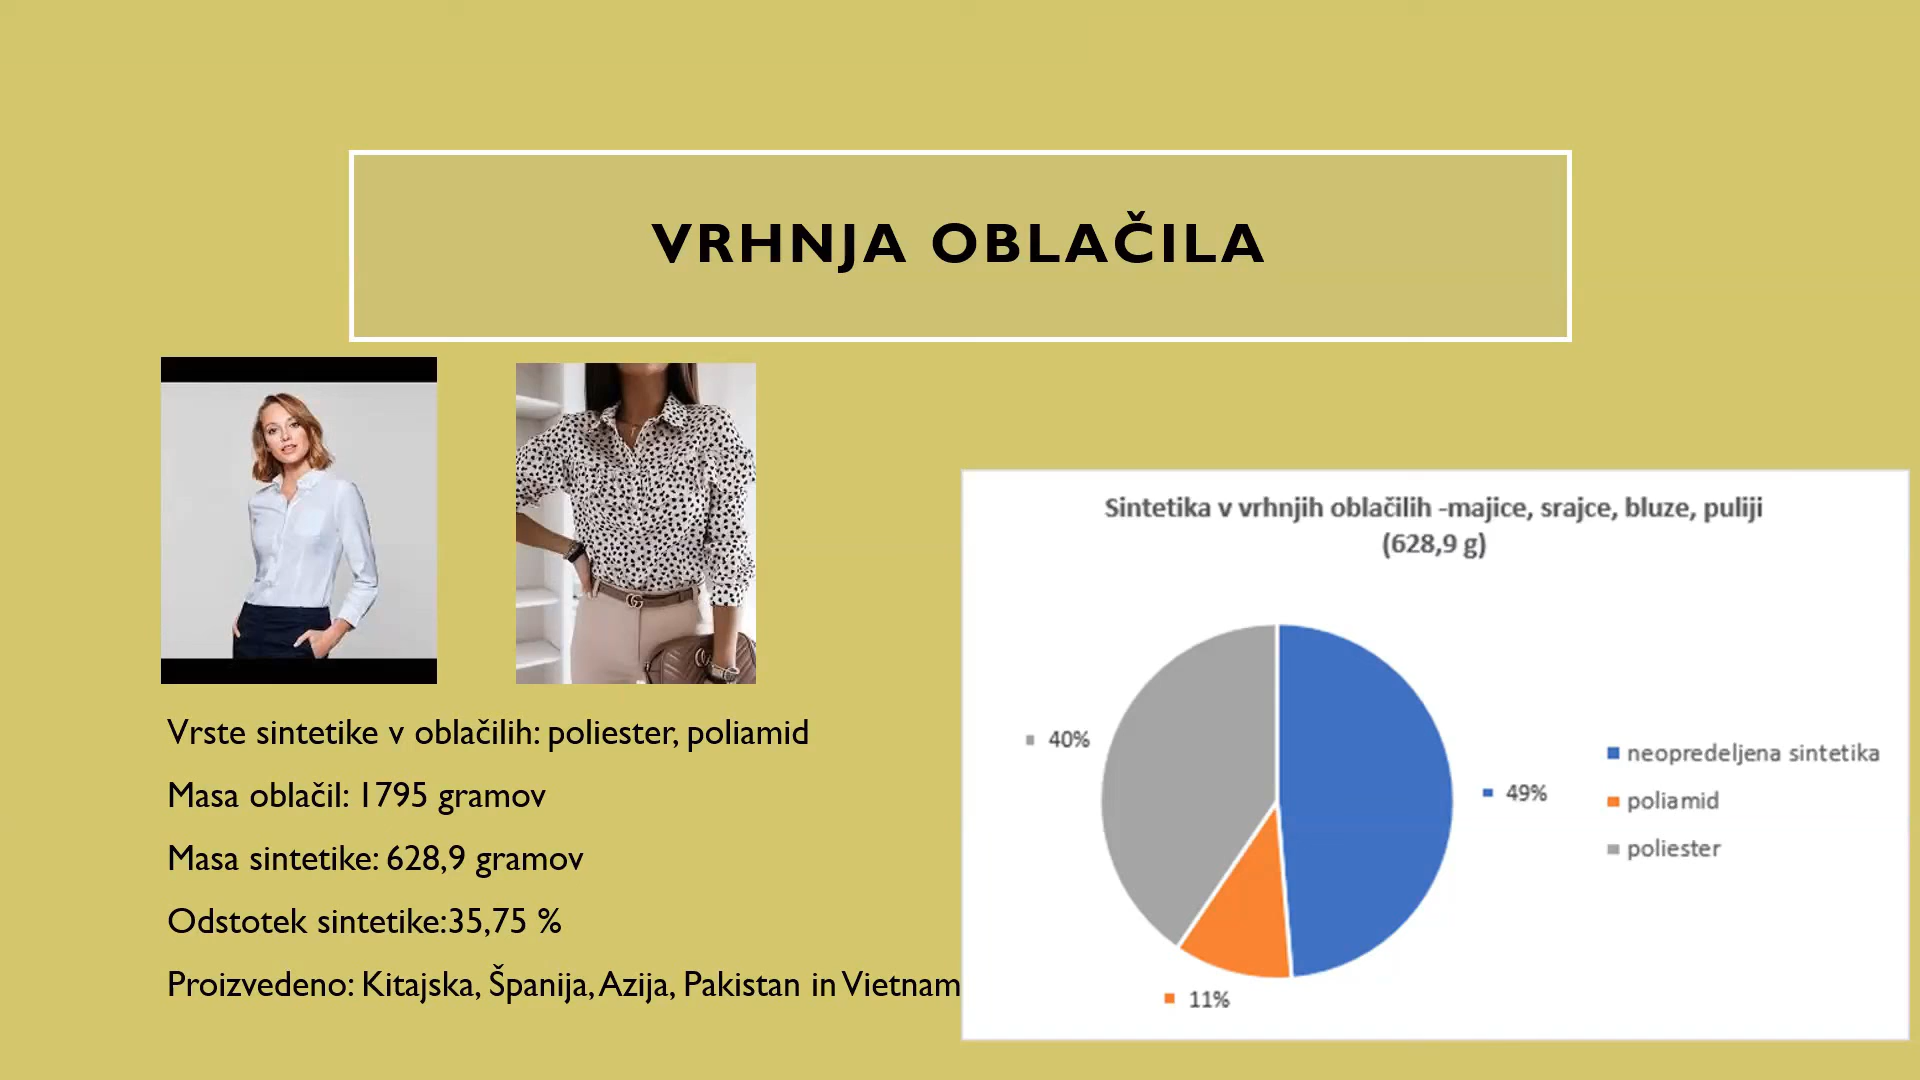 VRHNJA OBLAČILA
Vrste sintetike v oblačilih: poliester, poliamid
Masa oblačil: 1795 gramov
Masa sintetike: 628,9 gramov
Odstotek sintetike:35,75 %
Proizvedeno: Kitajska, Španija, Azija, Pakistan in Vietnam
Sintetika v vrhnjih oblačilih -majice, srajce, bluze, puliji
(628,9 g)
40%
49%
11%
neopredeljena sintetika
poliamid
poliester